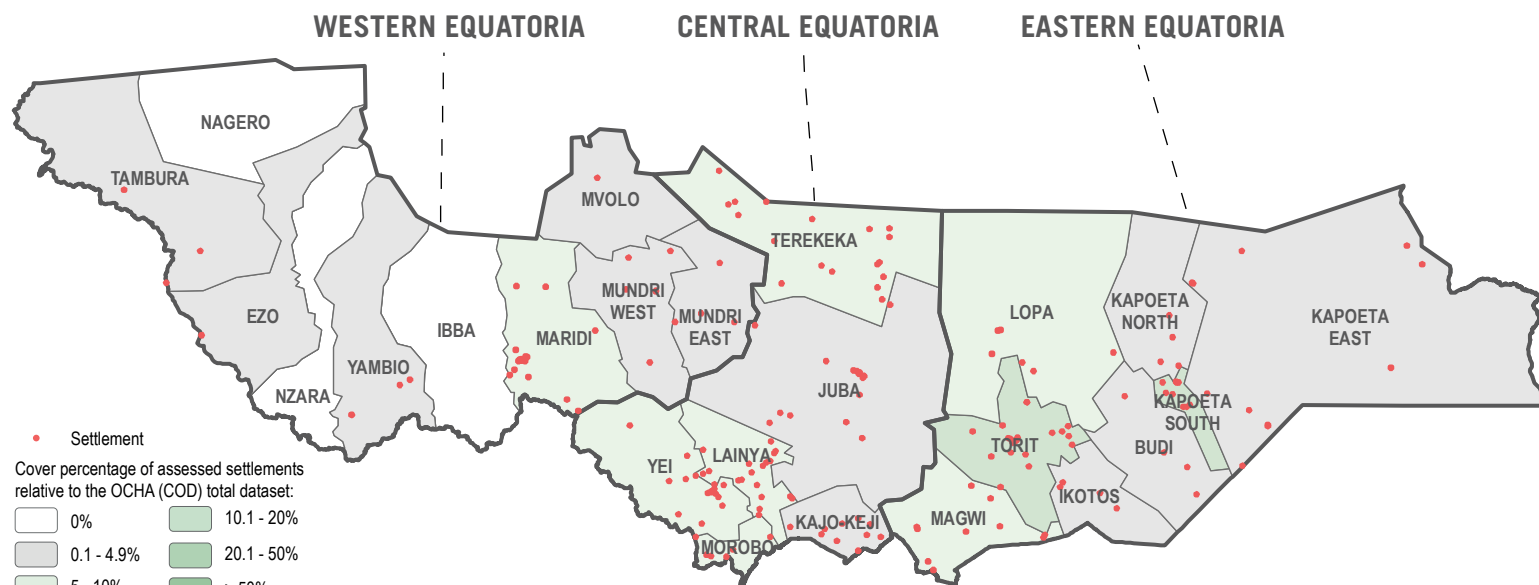 WESTERN EQUATORIA
CENTRAL EQUATORIA
EASTERN EQUATORIA
NAGERO
TAMBURA
MVOLO
TEREKEKA
EZO
IBBA
MUNDRI
WEST
MUNDRI
EAST
MARIDI
LOPA
KAPOETA
NORTH
KAPOETA
EAST
YAMBIO
NZARA
JUBA
KAPOETA
SOUTH
TORIT
BUDI
YEI
LAINYA
IKOTOS
MAGWI
KAJO-KEJI
MOROBO
Settlement
Cover percentage of assessed settlements
relative to the OCHA (COD) total dataset:
0%
0.1 - 4.9%
5 - 10%
10.1 - 20%
20.1 - 50%
> 50%